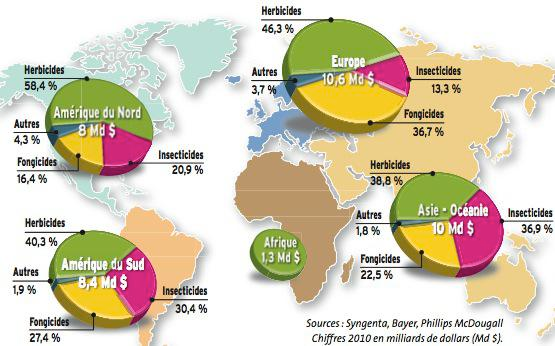 Herbicides
58,4 %
Amérique du Nord
8 Md $
Autres
4,3 %
Fongicides
16,4 %
Insecticides
20,9 %
Herbicides
46,3 %
Europe
10,6 Md $
Autres
3,7 %
Insecticides
13,3 %
Fongicides
36,7 %
Herbicides
38,8 %
Asie - Océanie
10 Md $
Autres
1,8 %
Insecticides
36,9 %
Fongicides
22,5 %
Afrique
1,3 Md $
Herbicides
40,3 %
Amérique du Sud
8,4 Md $
Autres
1,9 %
Insecticides
30,4 %
Fongicides
27,4 %
Sources : Syngenta, Bayer, Phillips McDougall
Chiffres 2010 en milliards de dollars (Md $).